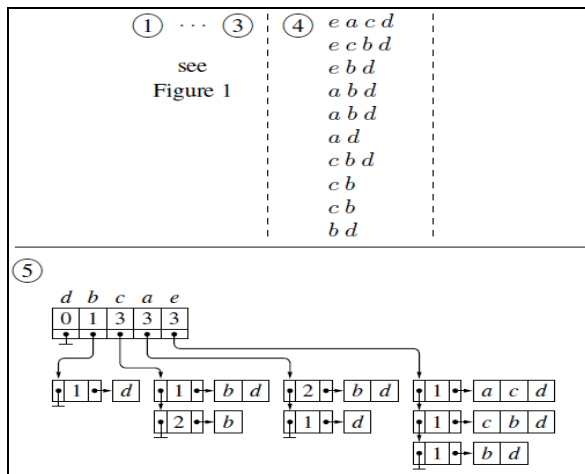 ① ··· ③
see
Figure 1
④ e a c d
e c b d
e b d
a b d
a b d
a d
c b d
c b
c b
b d
⑤
d b c a e
0 1 3 3 3
1 d 1 b d 2 b d 1 a c d
2 b 1 d 1 c b d
1 b d